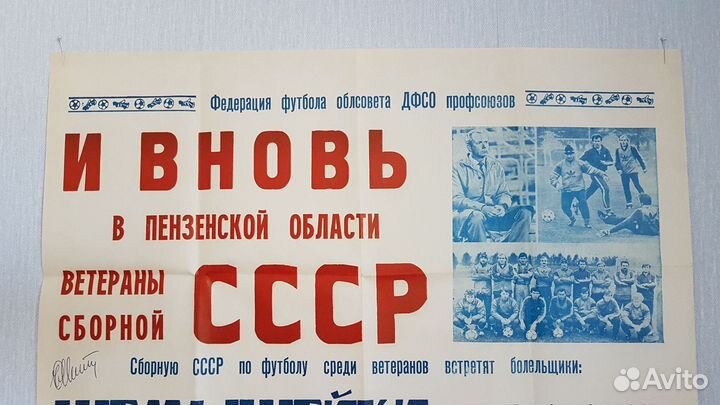 Федерация футбола облсовета ДФСО профсоюзов
И ВНОВЬ
В ПЕНЗЕНСКОЙ ОБЛАСТИ
ВЕТЕРАНЫ
СБОРНОЙ
СССР
Сборную СССР по футболу среди ветеранов встретят болельщики:
Avito